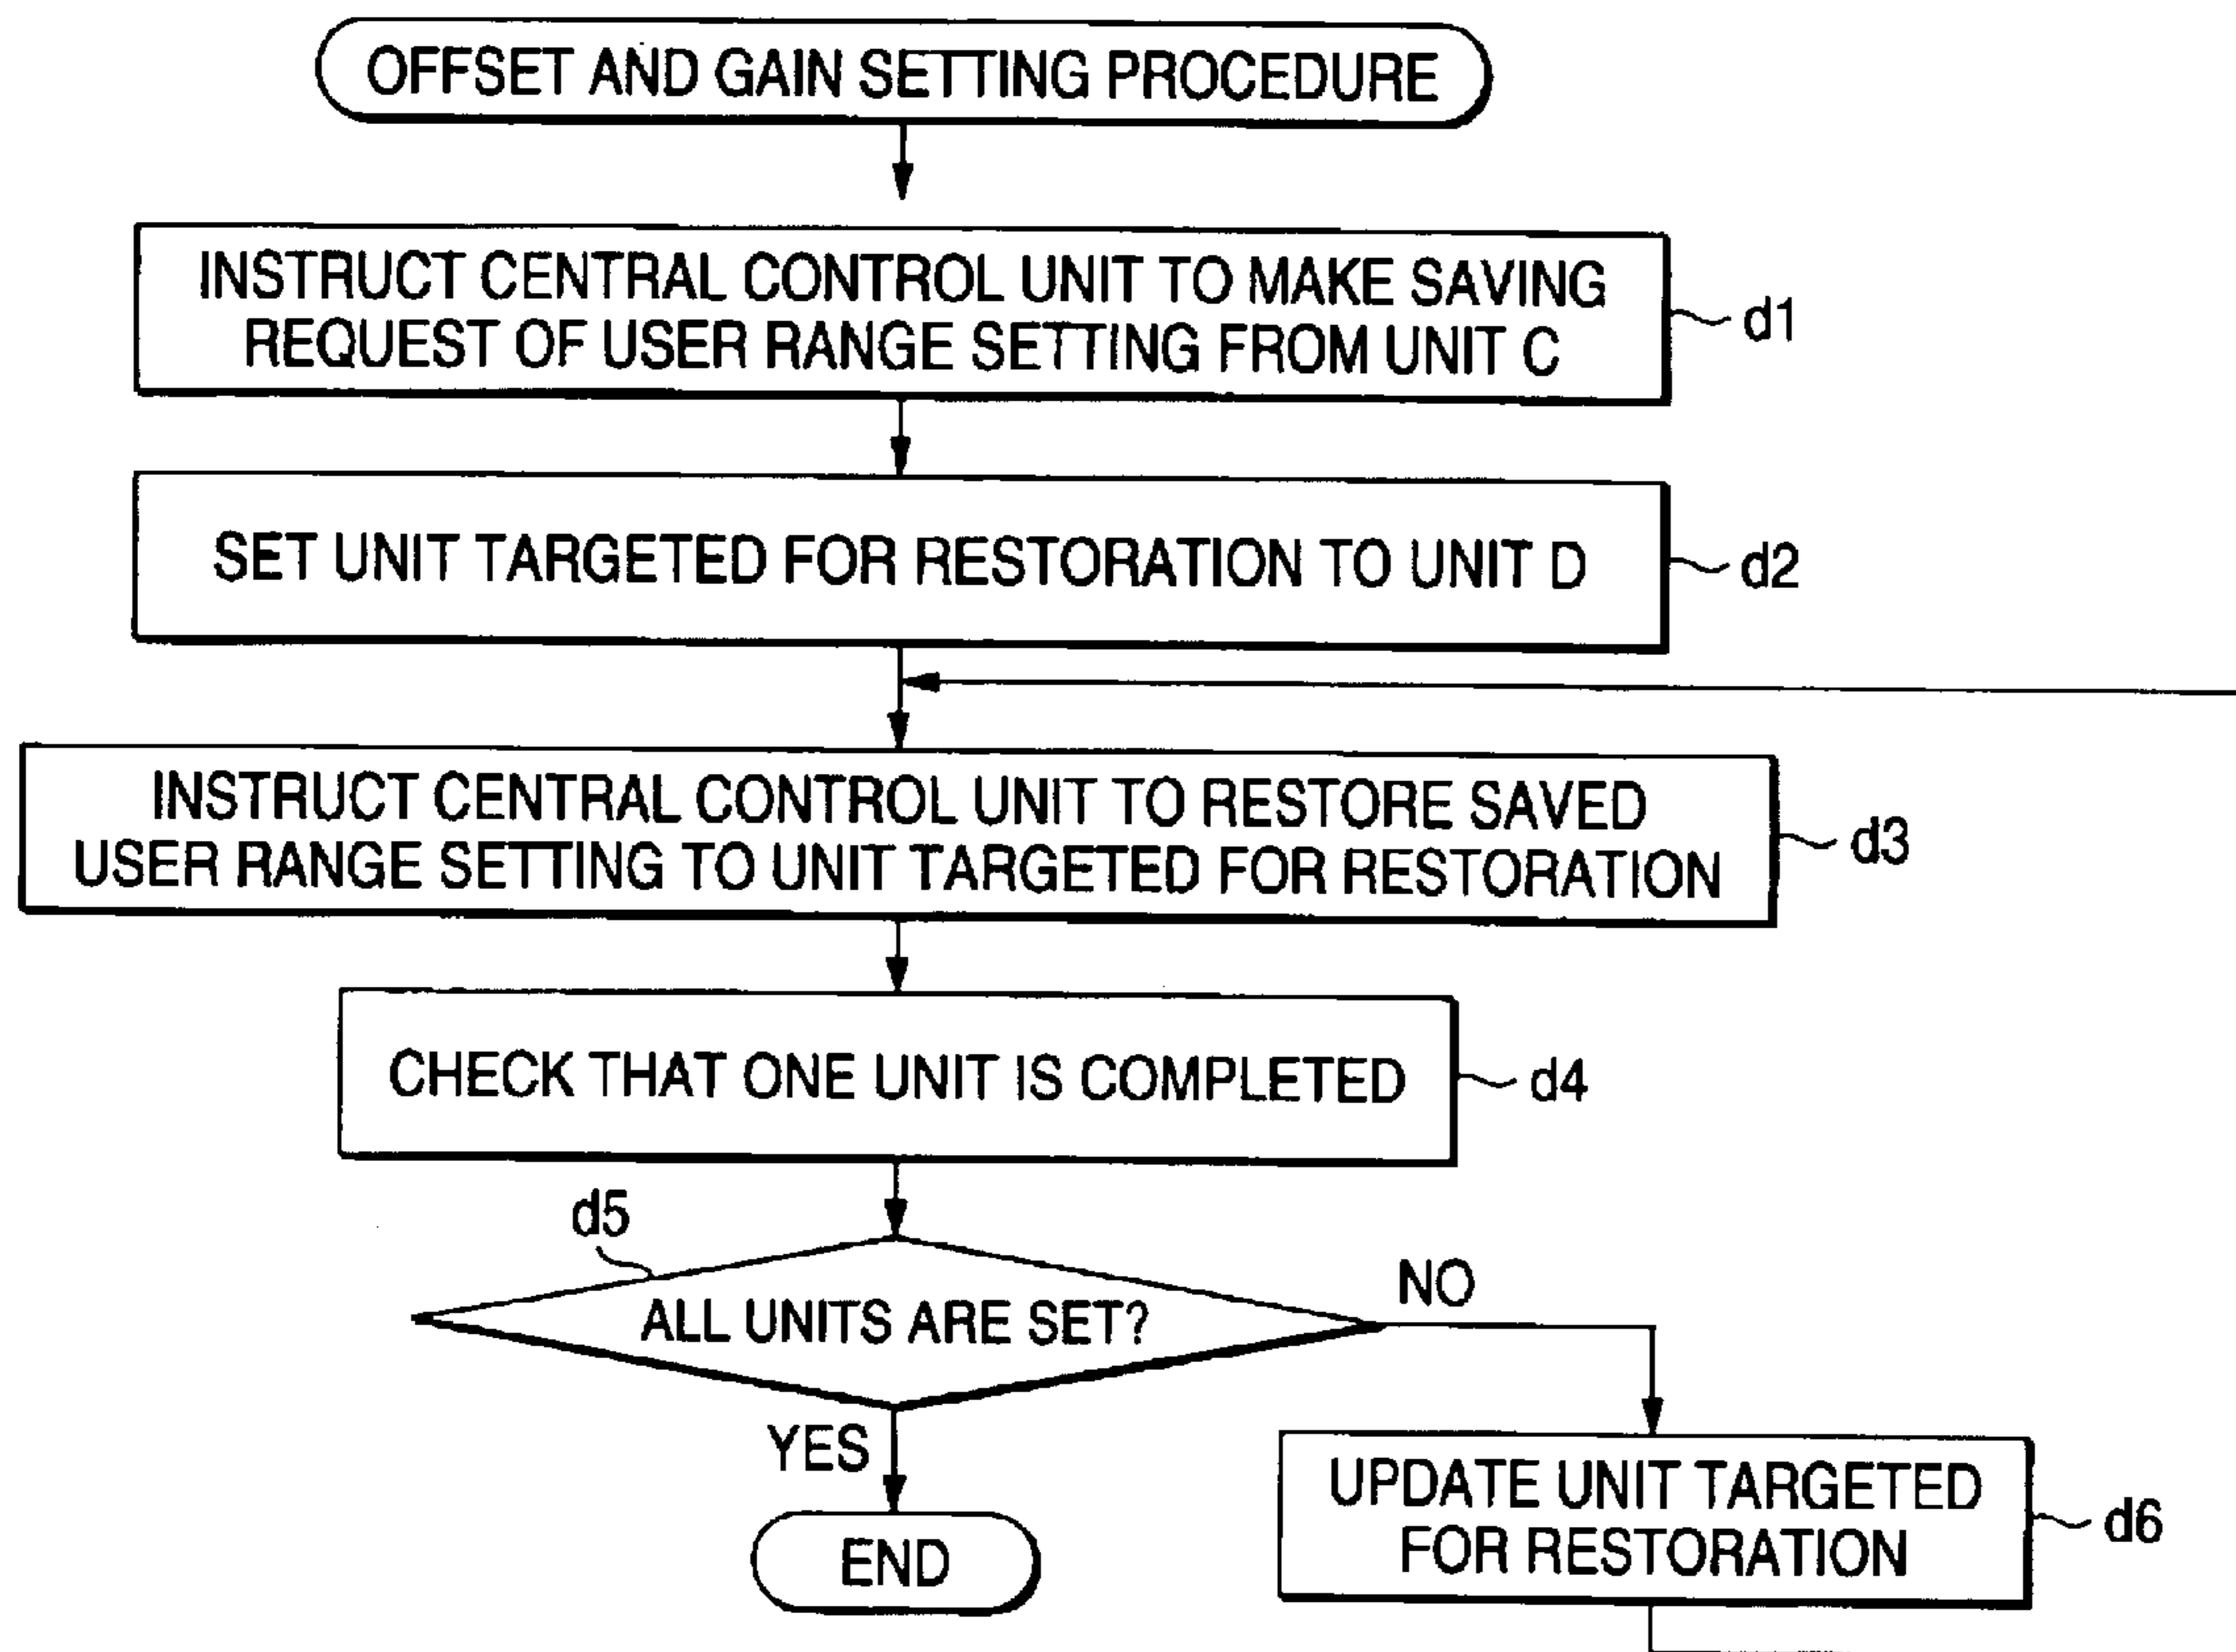 OFFSET AND GAIN SETTING PROCEDURE
INSTRUCT CENTRAL CONTROL UNIT TO MAKE SAVING
REQUEST OF USER RANGE SETTING FROM UNIT C
d1
SET UNIT TARGETED FOR RESTORATION TO UNIT D
d2
INSTRUCT CENTRAL CONTROL UNIT TO RESTORE SAVED
USER RANGE SETTING TO UNIT TARGETED FOR RESTORATION
d3
CHECK THAT ONE UNIT IS COMPLETED
d4
d5
ALL UNITS ARE SET?
NO
YES
UPDATE UNIT TARGETED
FOR RESTORATION
d6
END